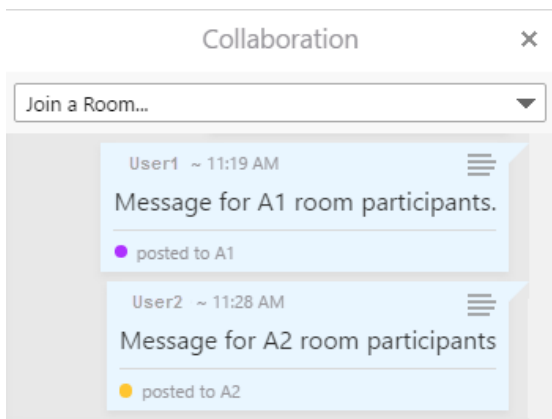 Collaboration
Join a Room...
User1 ~ 11:19 AM
Message for A1 room participants.
posted to A1
User2 ~ 11:28 AM
Message for A2 room participants
posted to A2